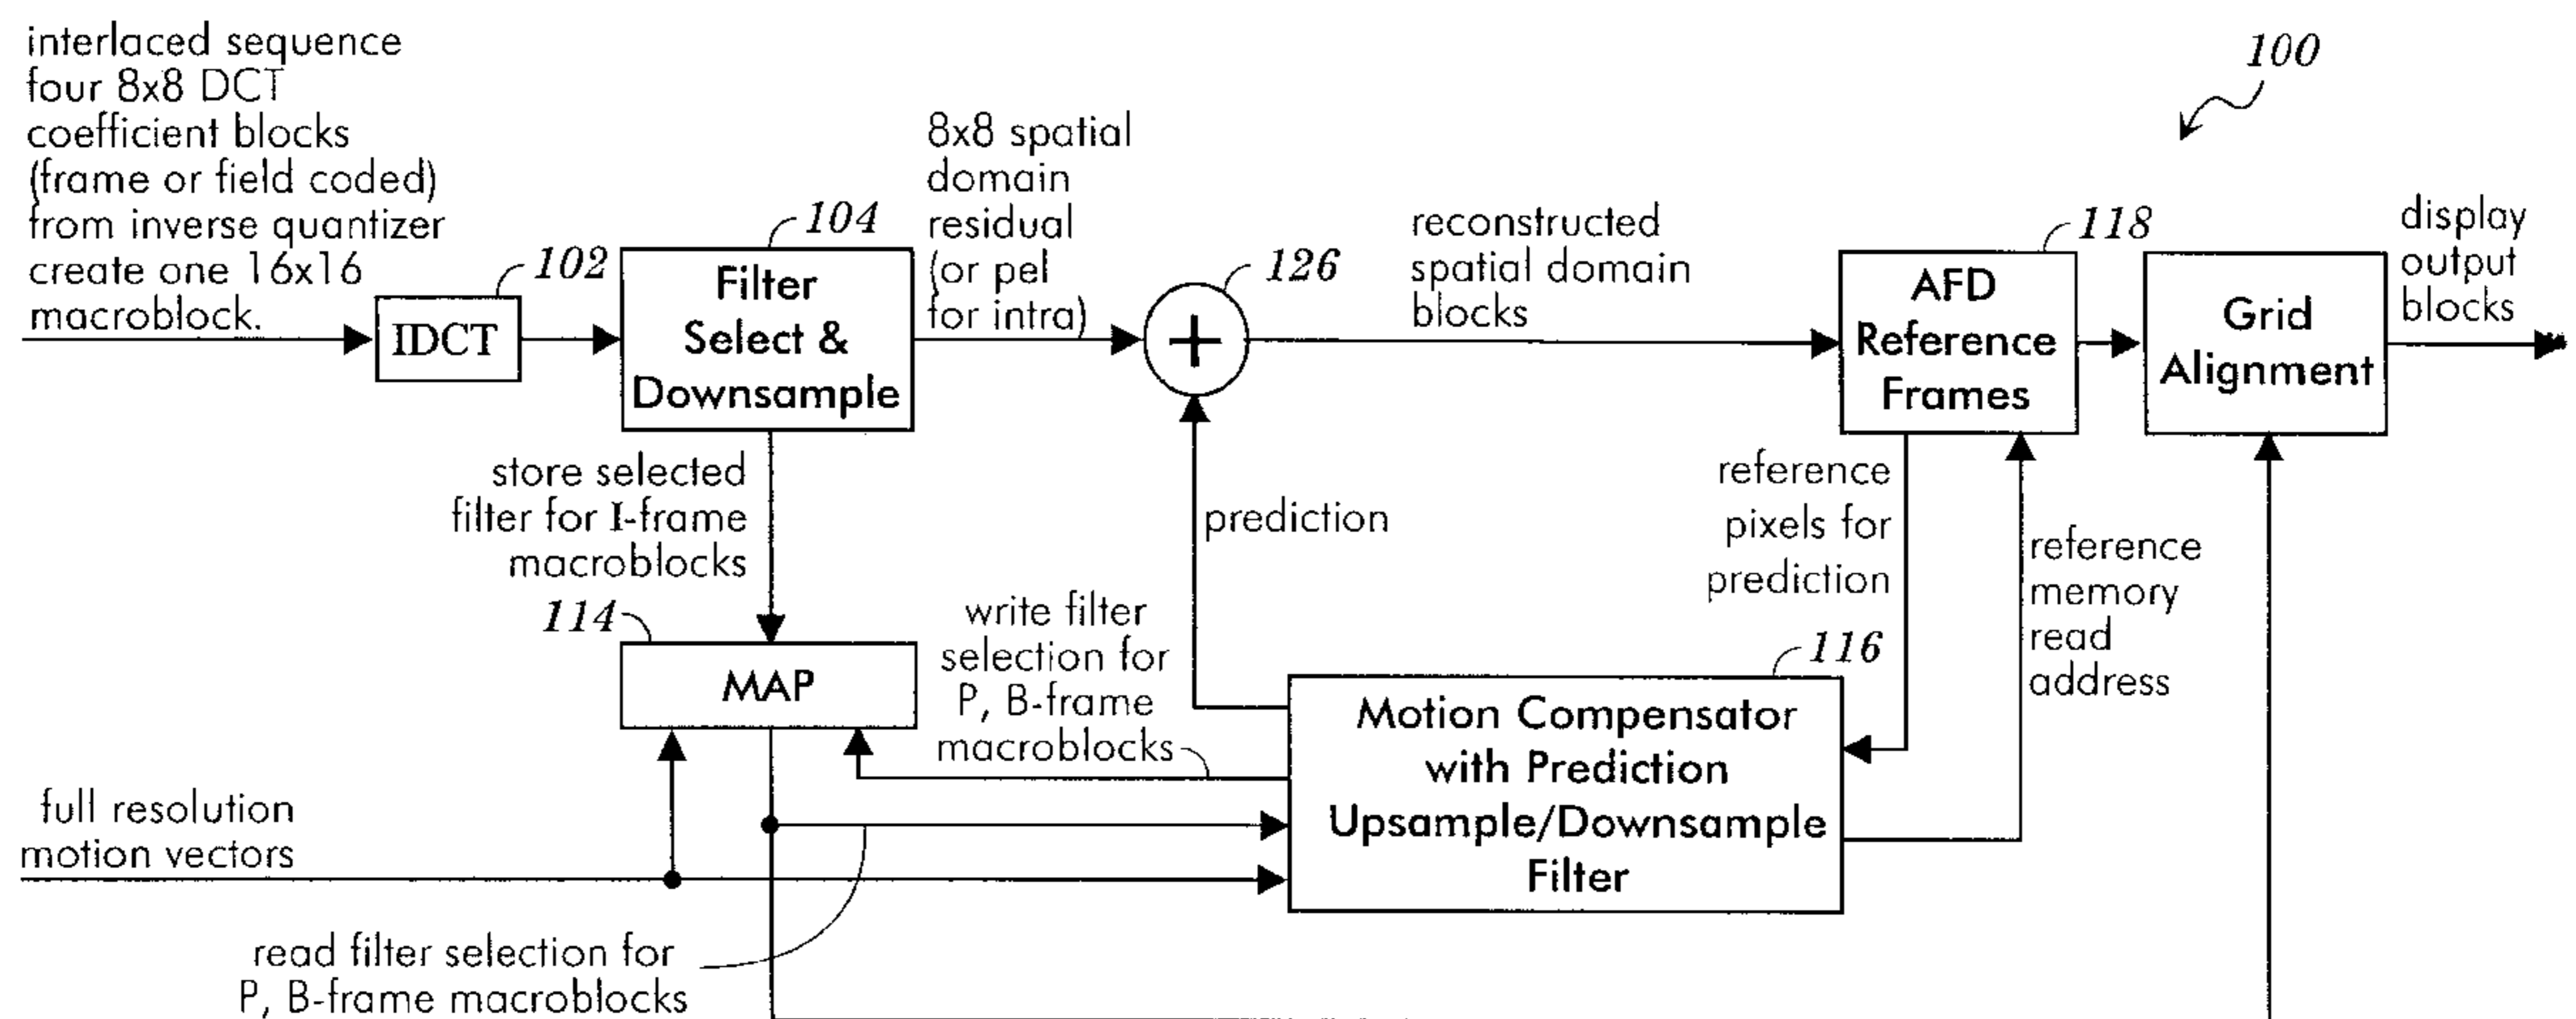 interlaced sequence
four 8x8 DCT
coefficient blocks
(frame or field coded)
from inverse quantizer
create one 16x16
macroblock.
102
IDCT
104
Filter
Select &
Downsample
8x8 spatial
domain
residual
(or pel
for intra)
126
+
reconstructed
spatial domain
blocks
100
118
AFD
Reference
Frames
Grid
Alignment
display
output
blocks
store selected
filter for I-frame
macroblocks
114
MAP
prediction
write filter
selection for
P, B-frame
macroblocks
reference
pixels for
prediction
reference
memory
read
address
116
Motion Compensator
with Prediction
Upsample/Downsample
Filter
full resolution
motion vectors
read filter selection for
P, B-frame macroblocks